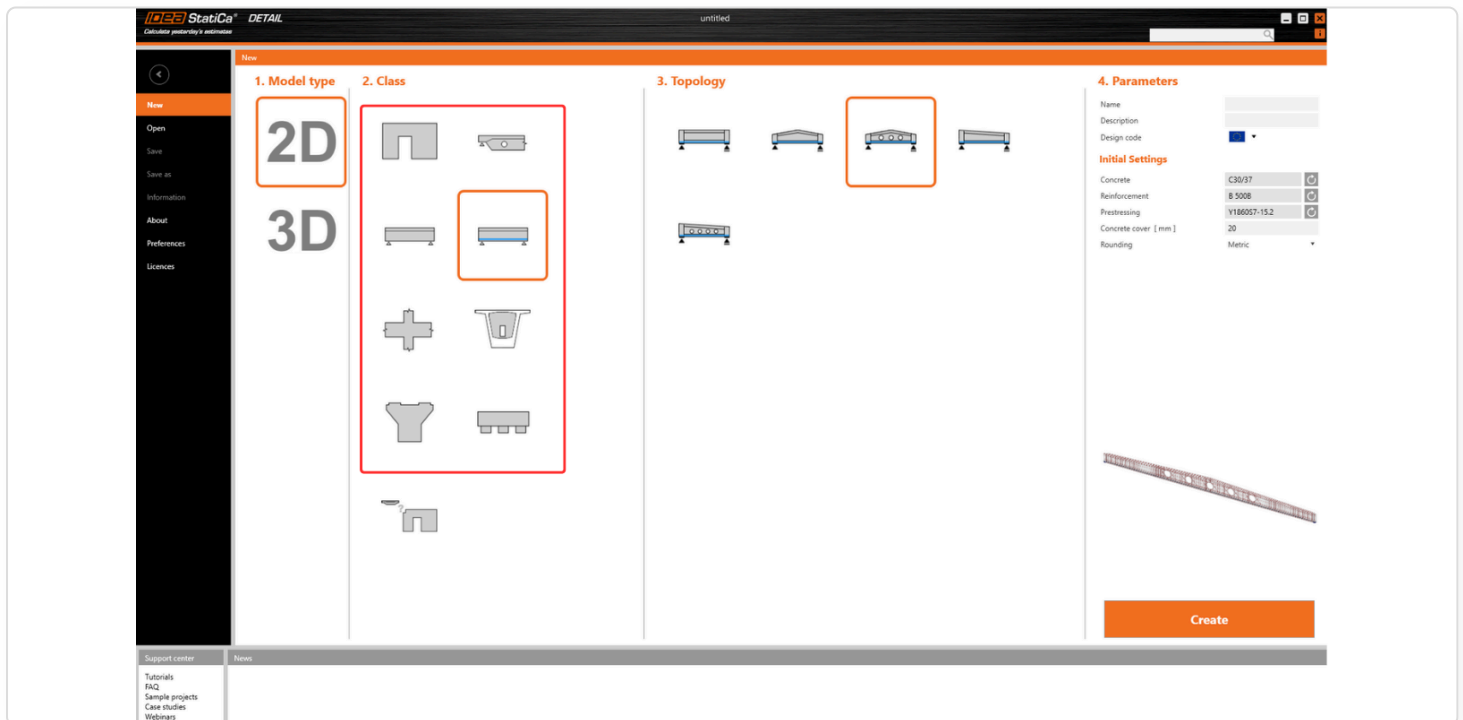 IDEA StatiCa® DETAIL
Calculate yesterday's estimates
untitled
New
Open
Save
Save as
Information
About
Preferences
Licences
New
1. Model type
2D
3D
2. Class
?
3. Topology
4. Parameters
Name
Description
Design code
Initial Settings
Concrete C30/37
Reinforcement B 500B
Prestressing Y1860S7-15.2
Concrete cover [ mm ] 20
Rounding Metric
Create
Support center
Tutorials
FAQ
Sample projects
Case studies
Webinars
News